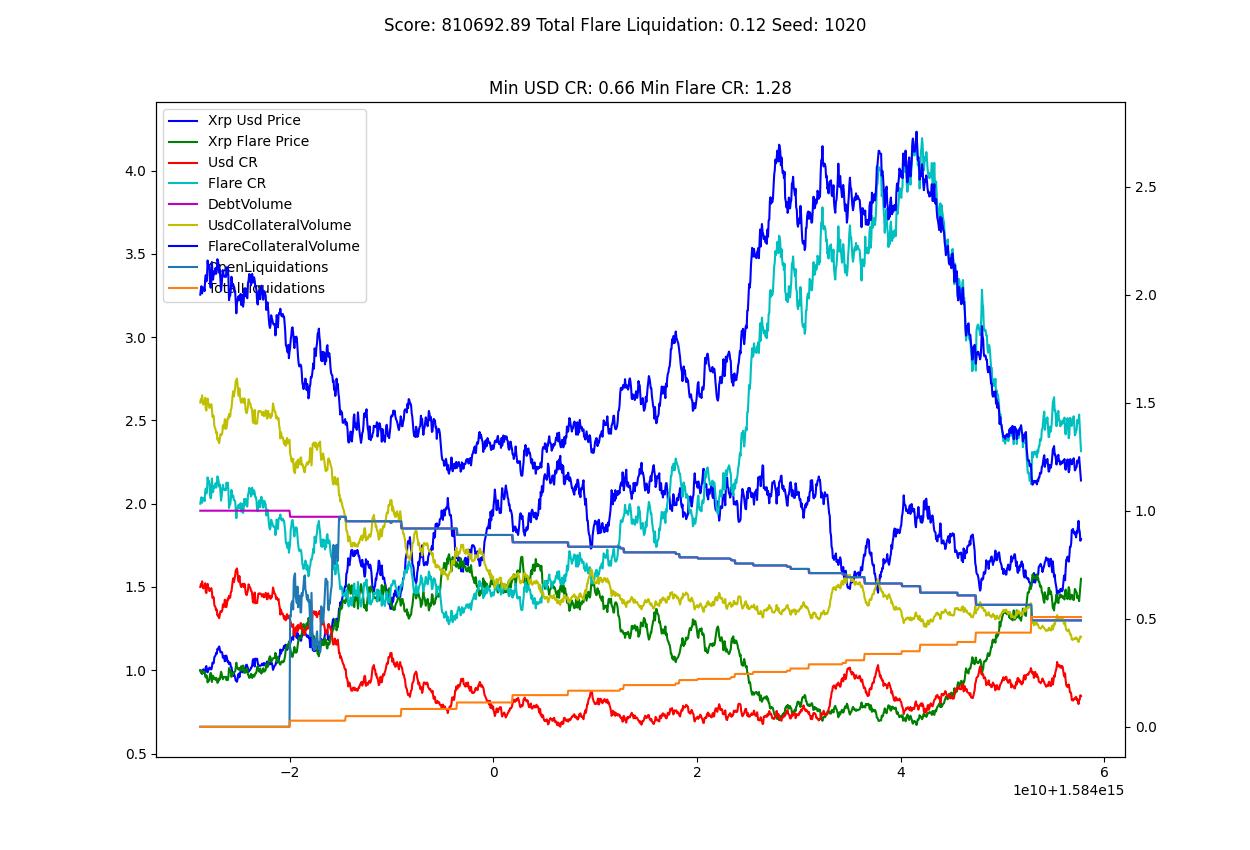 Score: 810692.89 Total Flare Liquidation: 0.12 Seed: 1020
Min USD CR: 0.66 Min Flare CR: 1.28
Xrp Usd Price
Xrp Flare Price
Usd CR
Flare CR
DebtVolume
UsdCollateralVolume
FlareCollateralVolume
OpenLiquidations
TotalLiquidations
4.0
3.5
3.0
2.5
2.0
1.5
1.0
0.5
2.5
2.0
1.5
1.0
0.5
0.0
−2 0 2 4 6
1e10+1.584e15